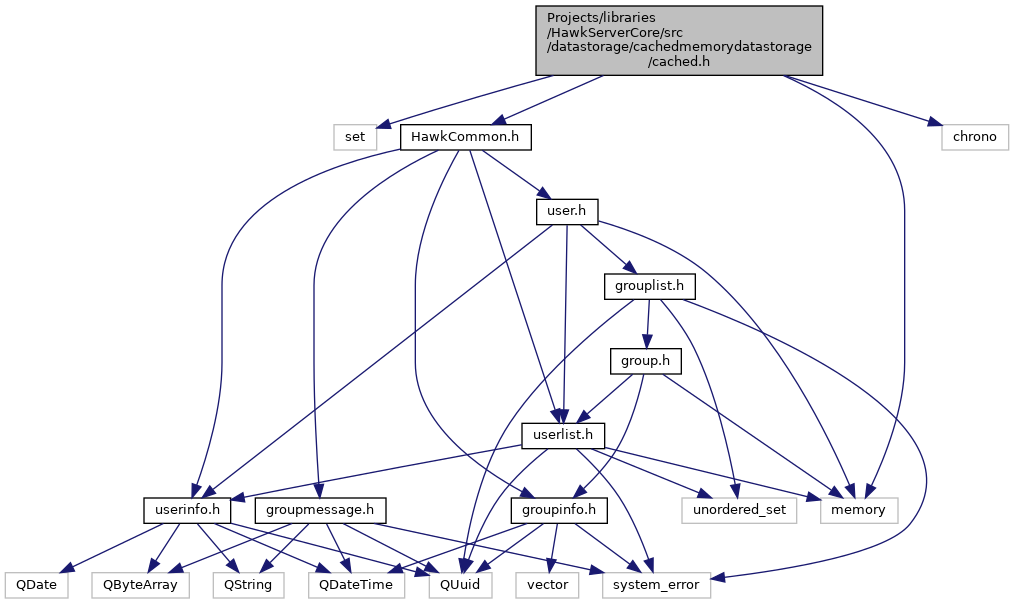 Projects/libraries
/HawkServerCore/src
/datastorage/cachedmemorydatastorage
/cached.h
set
HawkCommon.h
chrono
user.h
grouplist.h
group.h
userlist.h
userinfo.h
groupmessage.h
groupinfo.h
unordered_set
memory
QDate
QByteArray
QString
QDateTime
QUuid
vector
system_error